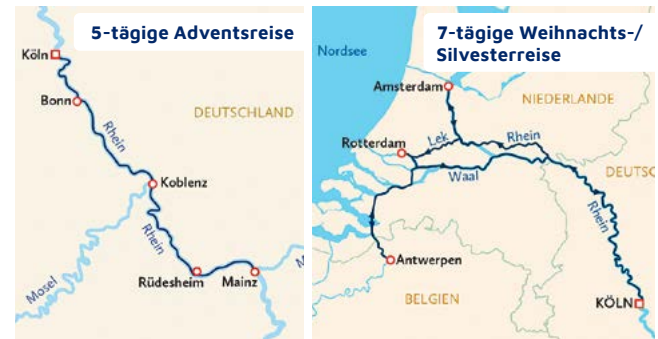 5-tägige Adventsreise
Köln
Bonn
DEUTSCHLAND
Rhein
Koblenz
Rhein
Mosel
Rüdesheim
Mainz
M
7-tägige Weihnachts-/
Silvesterreise
Nordsee
Amsterdam
NIEDERLANDE
Rotterdam
Lek
Rhein
Waal
DEUTSC
Rhein
Antwerpen
BELGIEN
KÖLN